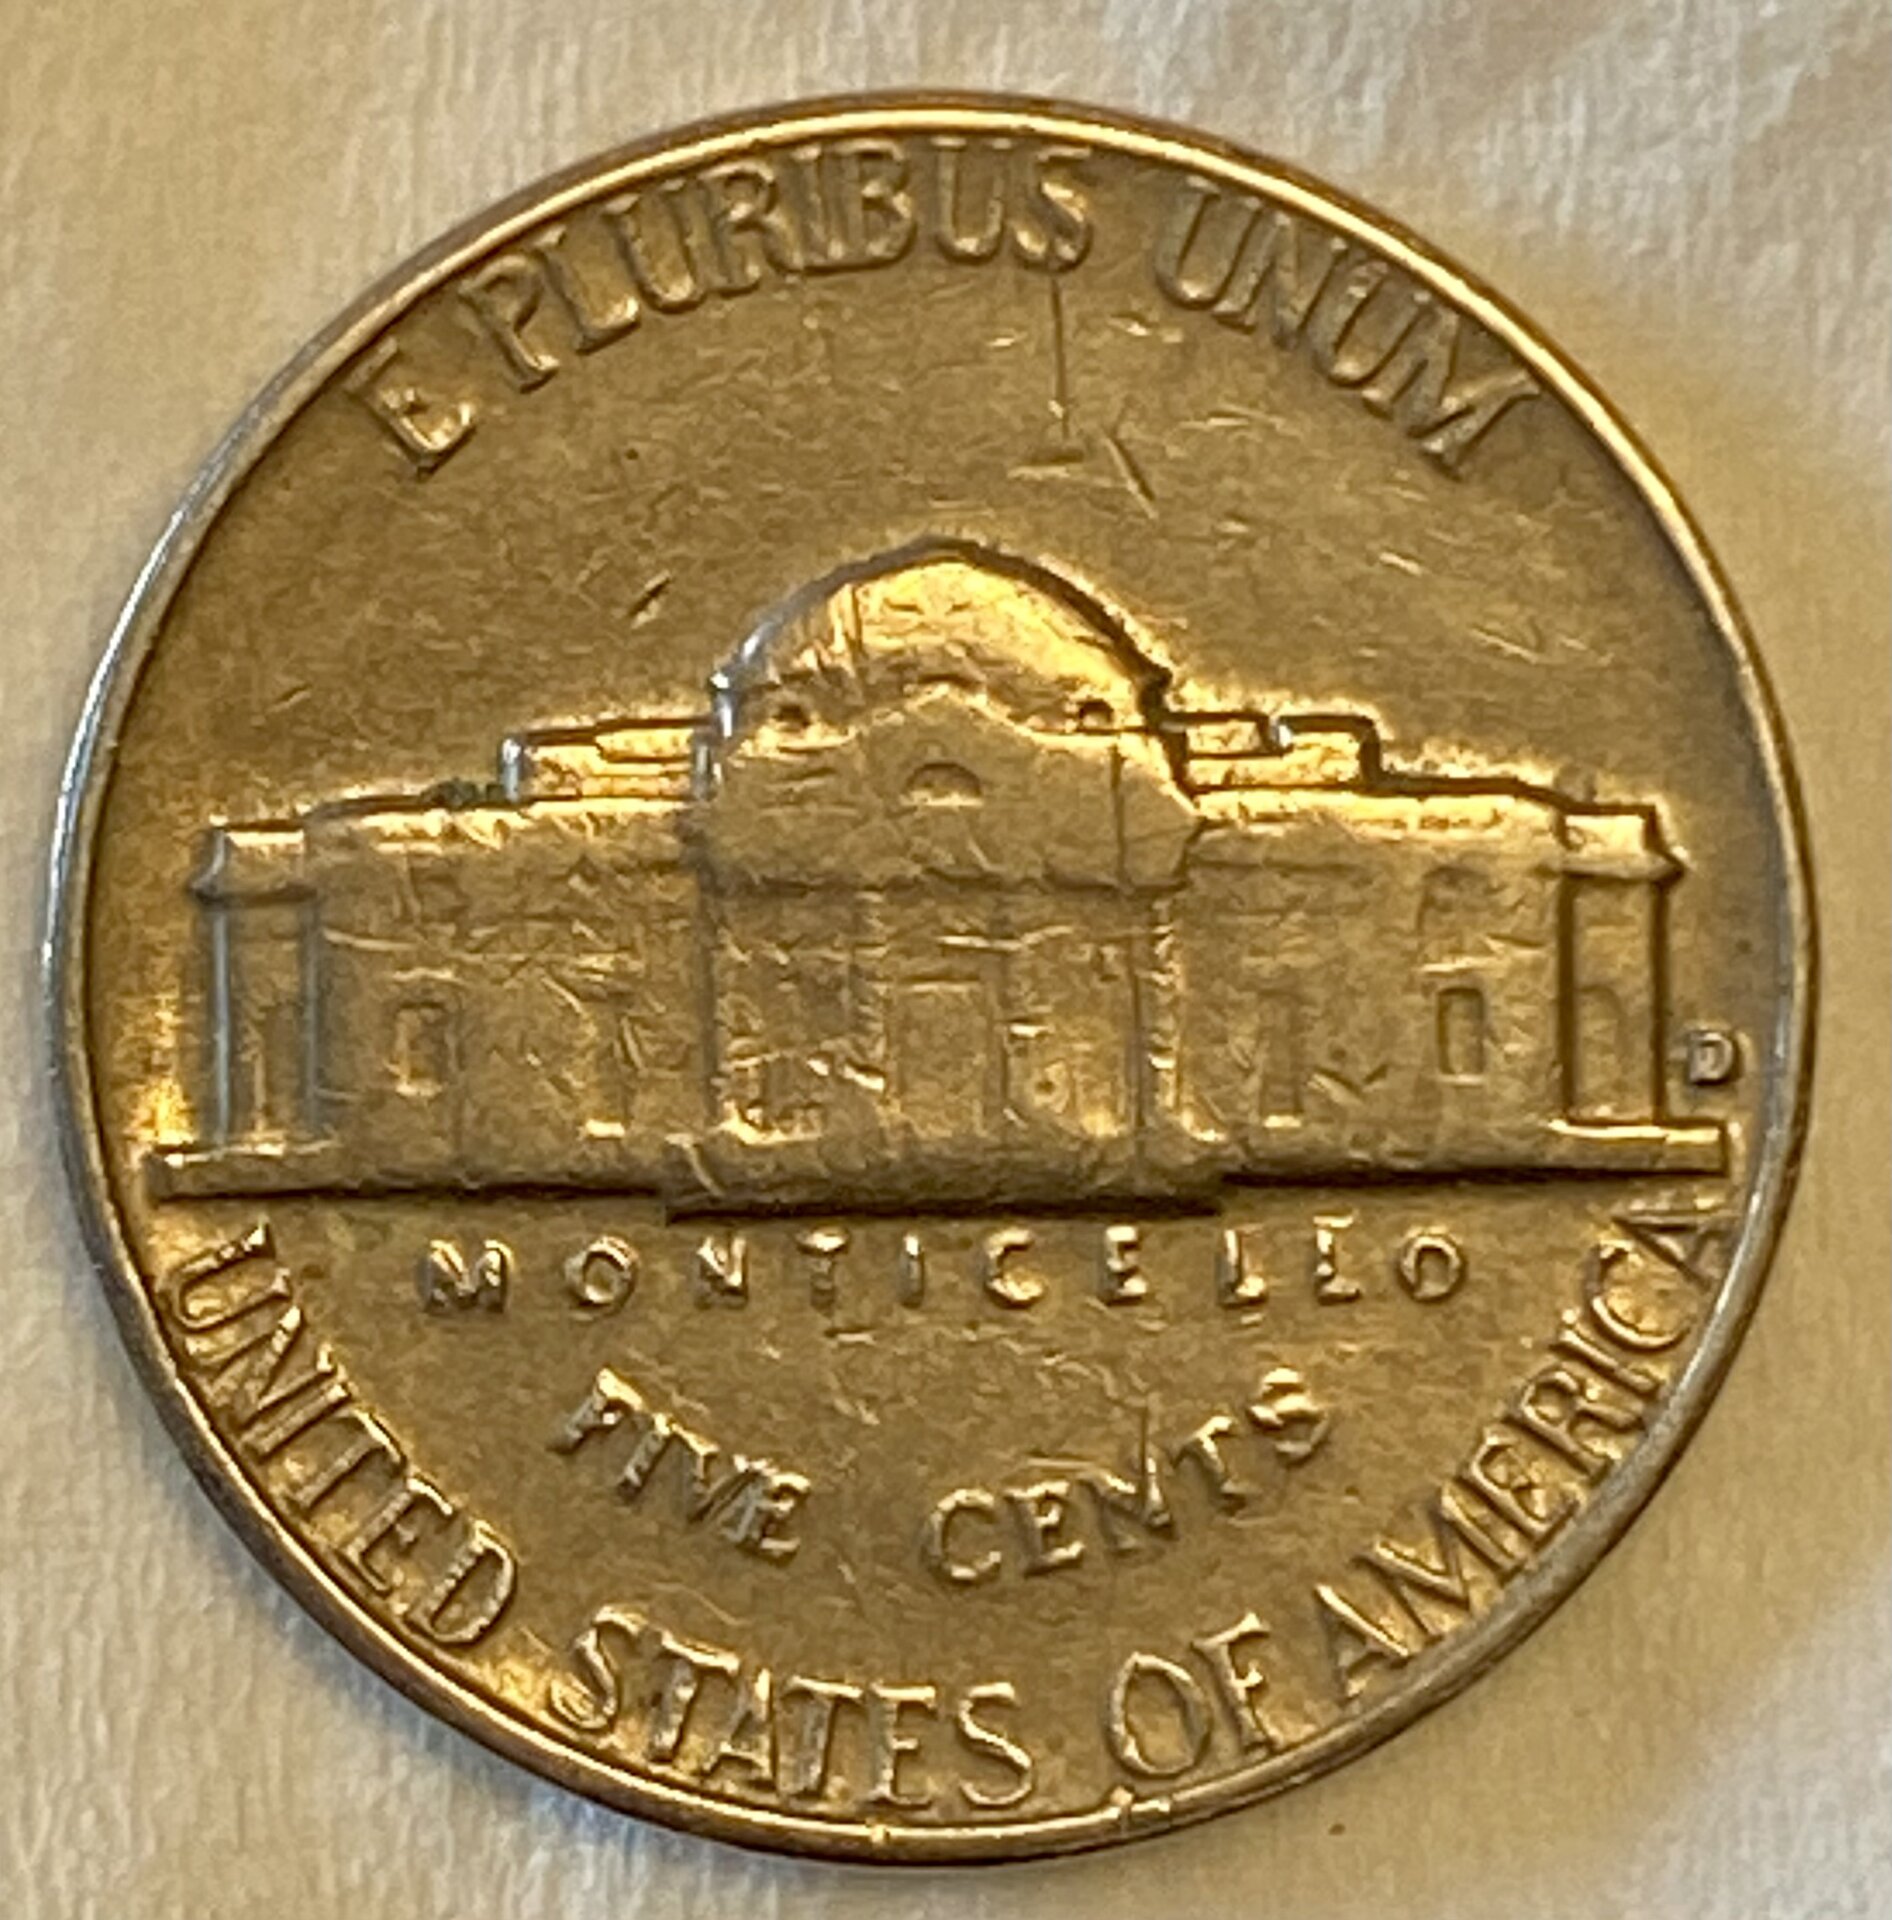 E PLURIBUS UNUM
D
MONTICELLO
FIVE CENTS
UNITED STATES OF AMERICA